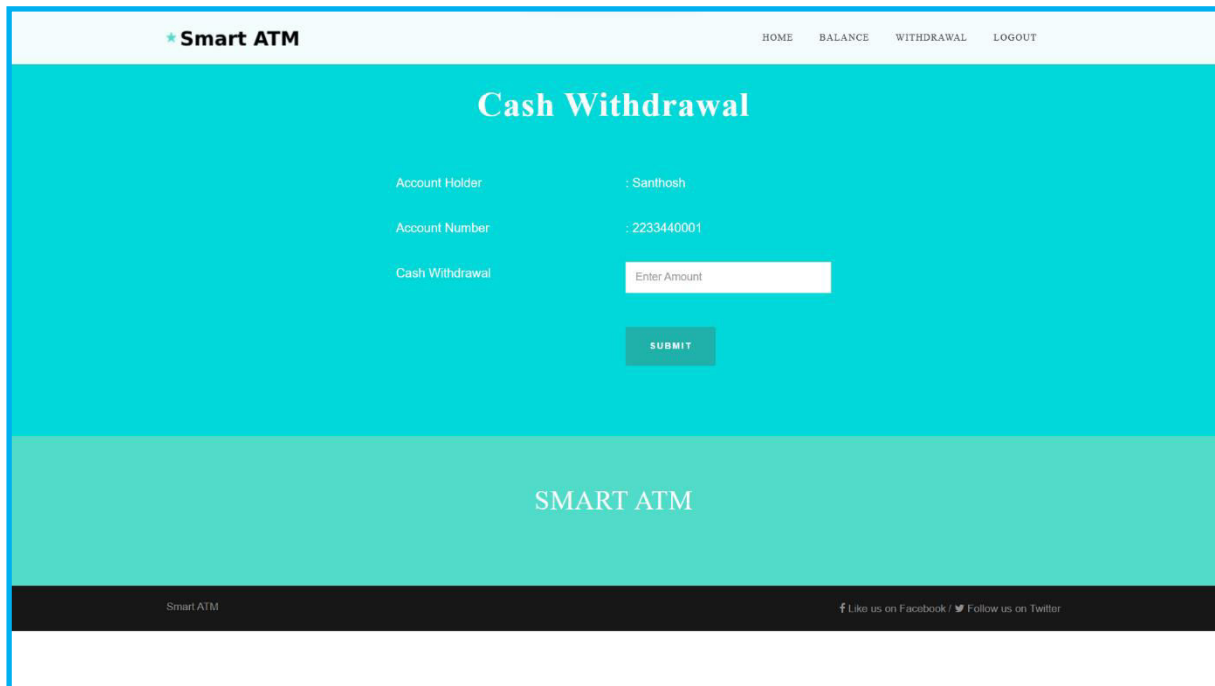 Smart ATM
HOME BALANCE WITHDRAWAL LOGOUT
Cash Withdrawal
Account Holder : Santhosh
Account Number : 2233440001
Cash Withdrawal Enter Amount
SUBMIT
SMART ATM
Smart ATM Like us on Facebook / Follow us on Twitter